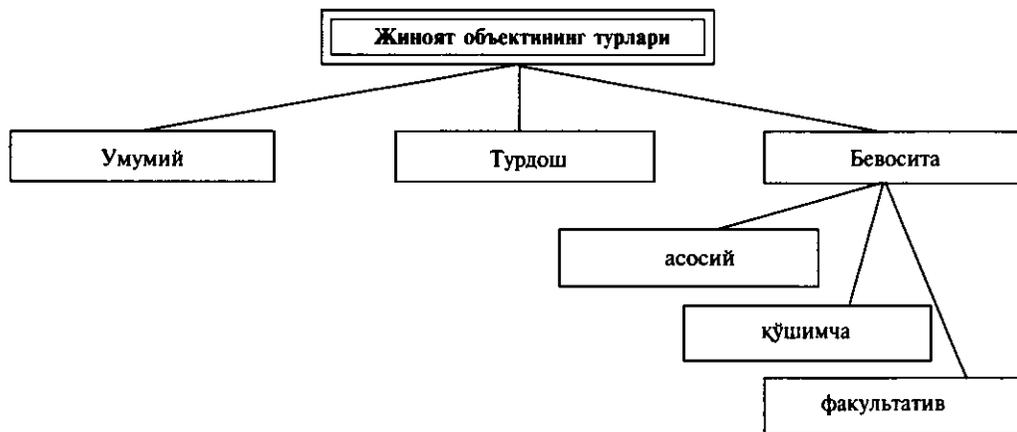 Жиноят объектининг турлари
Умумий
Турдош
Бевосита
асосий
қўшимча
факультатив